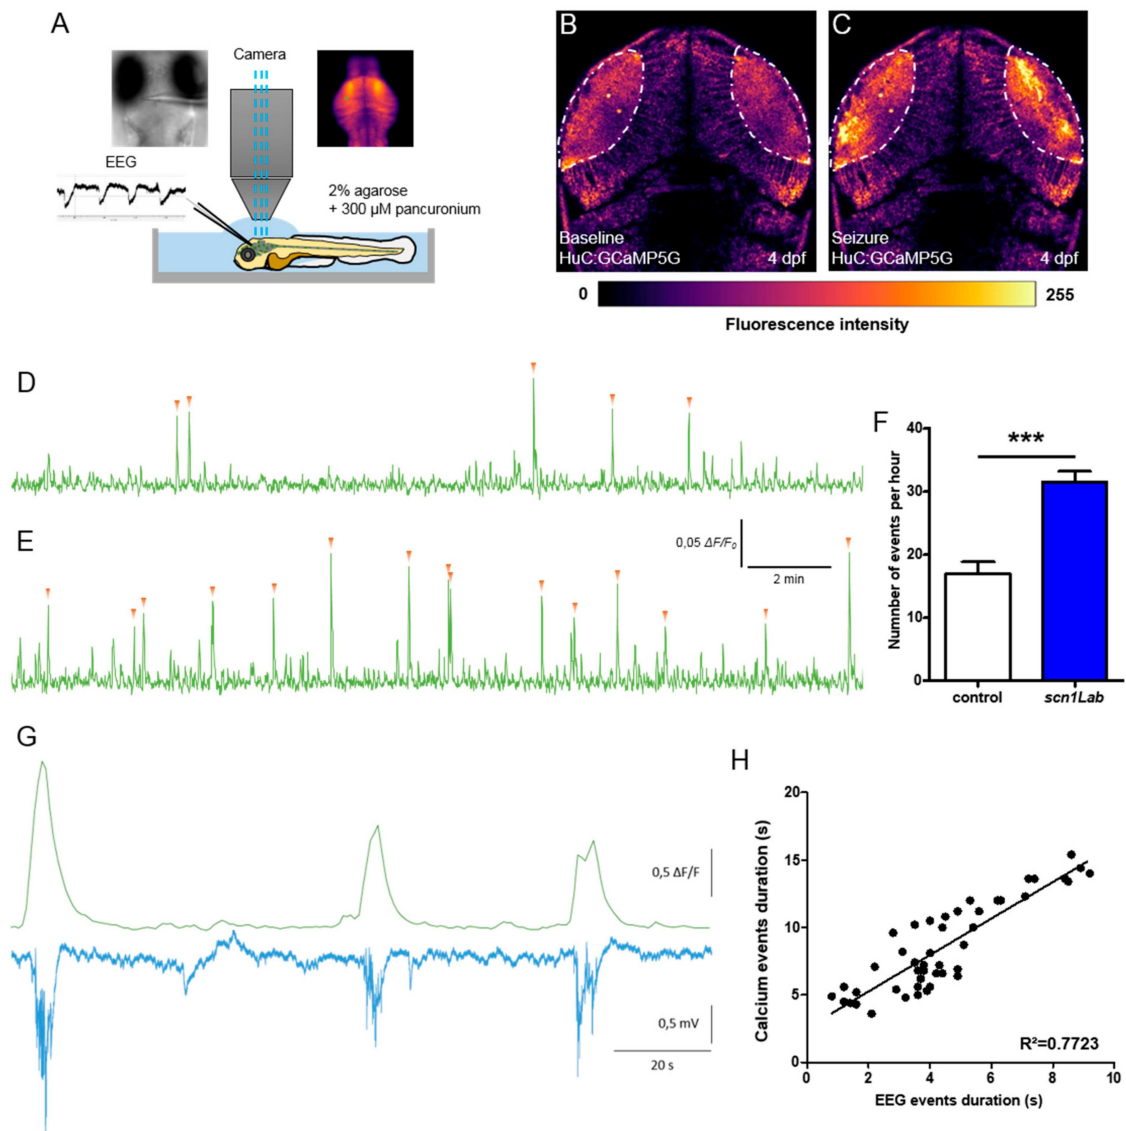 A
Camera
EEG
2% agarose
+ 300 µM pancuronium
B
Baseline
HuC:GCaMP5G
4 dpf
C
Seizure
HuC:GCaMP5G
4 dpf
0
255
Fluorescence intensity
D
E
0,05 ΔF/F₀
2 min
F
Numnber of events per hour
40
30
20
10
0
***
control
scn1Lab
G
0,5 ΔF/F
0,5 mV
20 s
H
Calcium events duration (s)
20
15
10
5
0
R²=0.7723
0
2
4
6
8
10
EEG events duration (s)